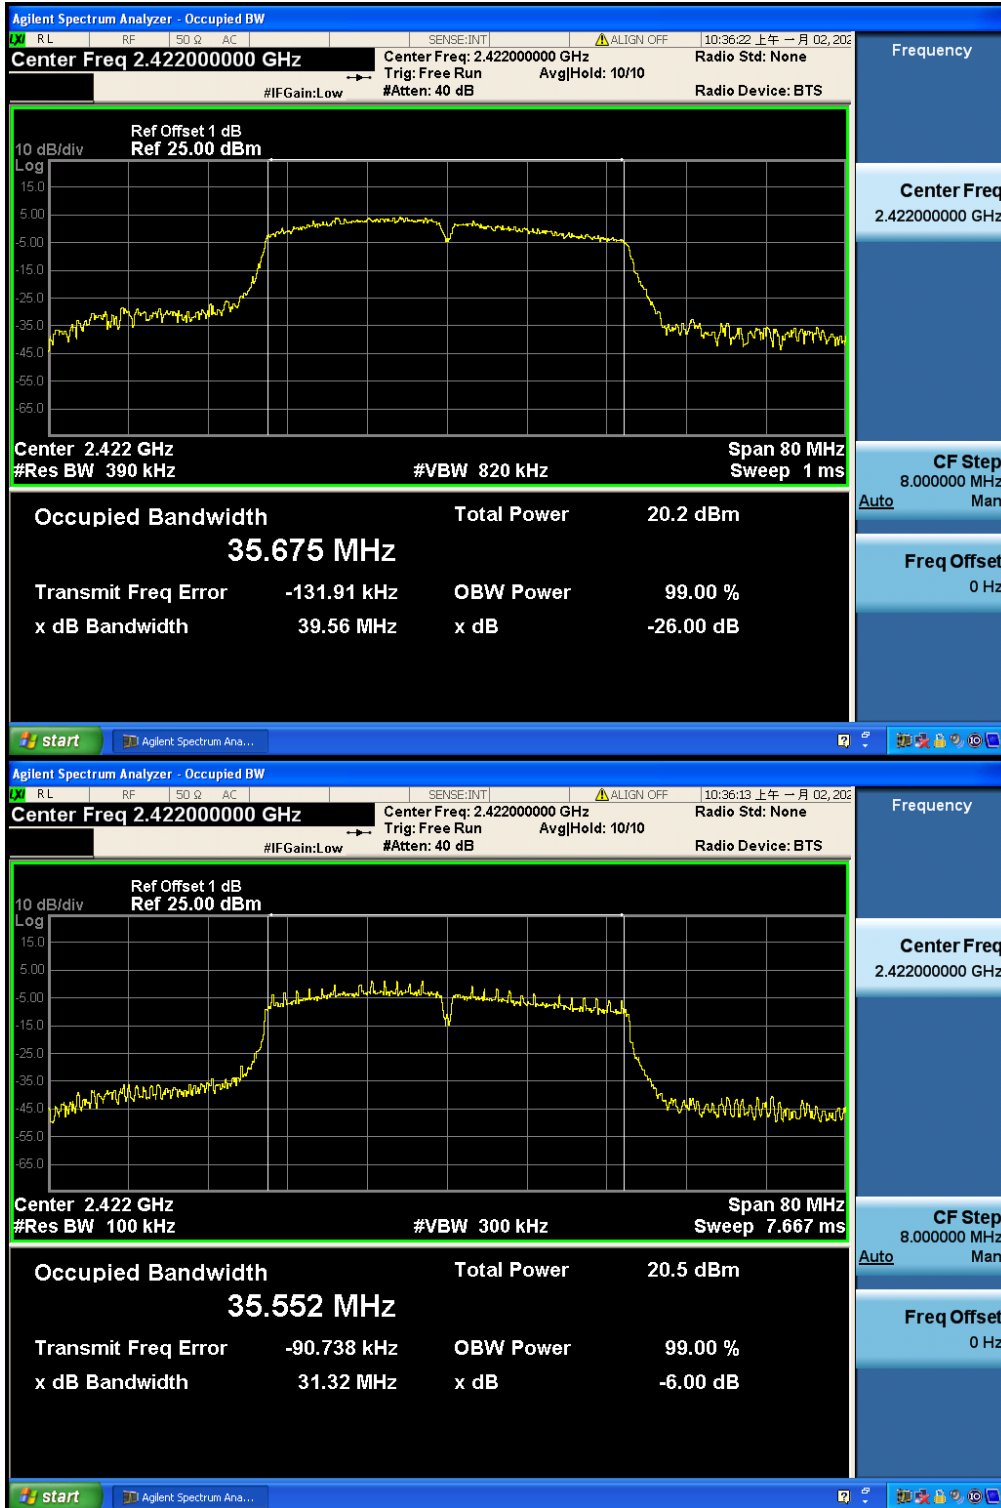 Agilent Spectrum Analyzer - Occupied BW
LXI RL RF 50 Ω AC SENSE:INT ALIGN OFF 10:36:22 上午 一月 02, 202
Center Freq 2.422000000 GHz
Center Freq: 2.422000000 GHz
Radio Std: None
Trig: Free Run Avg|Hold: 10/10
#IFGain:Low
#Atten: 40 dB
Radio Device: BTS
Frequency
Ref Offset 1 dB
10 dB/div Ref 25.00 dBm
Log
15.0
5.00
-5.00
-15.0
-25.0
-35.0
-45.0
-55.0
-65.0
Center 2.422 GHz Span 80 MHz
#Res BW 390 kHz #VBW 820 kHz Sweep 1 ms
Center Freq
2.422000000 GHz
CF Step
8.000000 MHz
Auto Man
Freq Offset
0 Hz
Occupied Bandwidth Total Power 20.2 dBm
35.675 MHz
Transmit Freq Error -131.91 kHz OBW Power 99.00 %
x dB Bandwidth 39.56 MHz x dB -26.00 dB
start Agilent Spectrum Ana...
Agilent Spectrum Analyzer - Occupied BW
LXI RL RF 50 Ω AC SENSE:INT ALIGN OFF 10:36:13 上午 一月 02, 202
Center Freq 2.422000000 GHz
Center Freq: 2.422000000 GHz
Radio Std: None
Trig: Free Run Avg|Hold: 10/10
#IFGain:Low
#Atten: 40 dB
Radio Device: BTS
Frequency
Ref Offset 1 dB
10 dB/div Ref 25.00 dBm
Log
15.0
5.00
-5.00
-15.0
-25.0
-35.0
-45.0
-55.0
-65.0
Center 2.422 GHz Span 80 MHz
#Res BW 100 kHz #VBW 300 kHz Sweep 7.667 ms
Center Freq
2.422000000 GHz
CF Step
8.000000 MHz
Auto Man
Freq Offset
0 Hz
Occupied Bandwidth Total Power 20.5 dBm
35.552 MHz
Transmit Freq Error -90.738 kHz OBW Power 99.00 %
x dB Bandwidth 31.32 MHz x dB -6.00 dB
start Agilent Spectrum Ana...